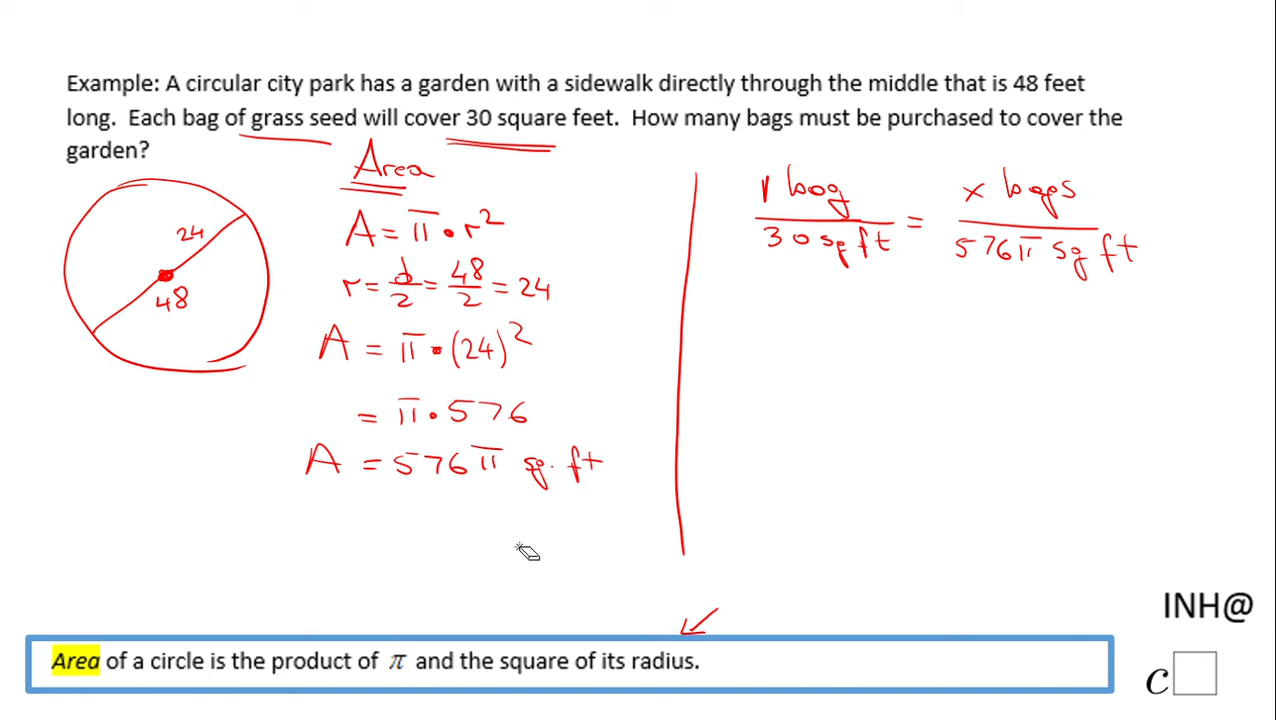 Example: A circular city park has a garden with a sidewalk directly through the middle that is 48 feet
long. Each bag of grass seed will cover 30 square feet. How many bags must be purchased to cover the
garden?
Area
24
48
A = π • r²
r = d/2 = 48/2 = 24
A = π • (24)²
= π • 576
A = 576 π sq. ft
1 bag / 30 sq ft = x bags / 576π sq ft
INH@
Area of a circle is the product of π and the square of its radius.
c